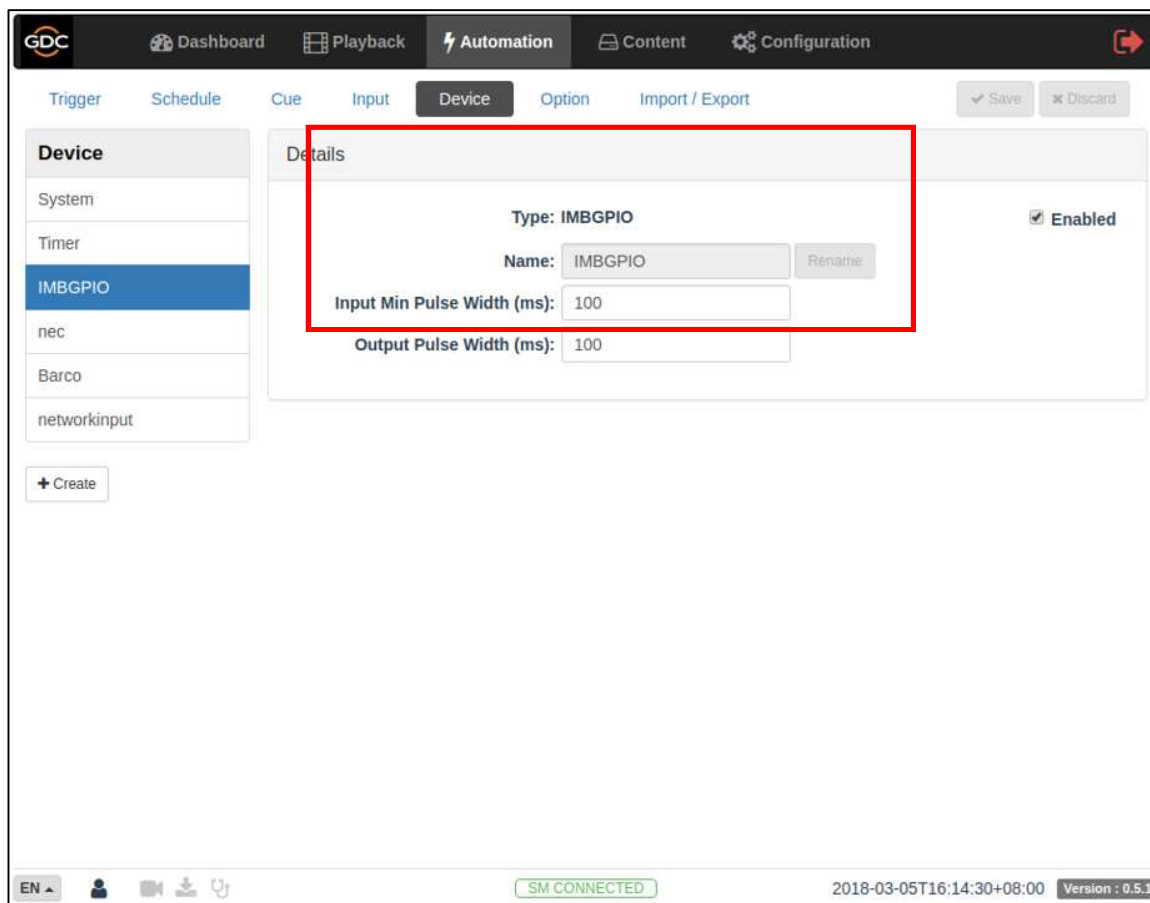 GDC Dashboard Playback Automation Content Configuration
Trigger Schedule Cue Input Device Option Import / Export Save Discard
Device
System
Timer
IMBGPIO
nec
Barco
networkinput
Create
Details
Type: IMBGPIO
Enabled
Name: IMBGPIO Rename
Input Min Pulse Width (ms): 100
Output Pulse Width (ms): 100
EN SM CONNECTED 2018-03-05T16:14:30+08:00 Version : 0.5.1